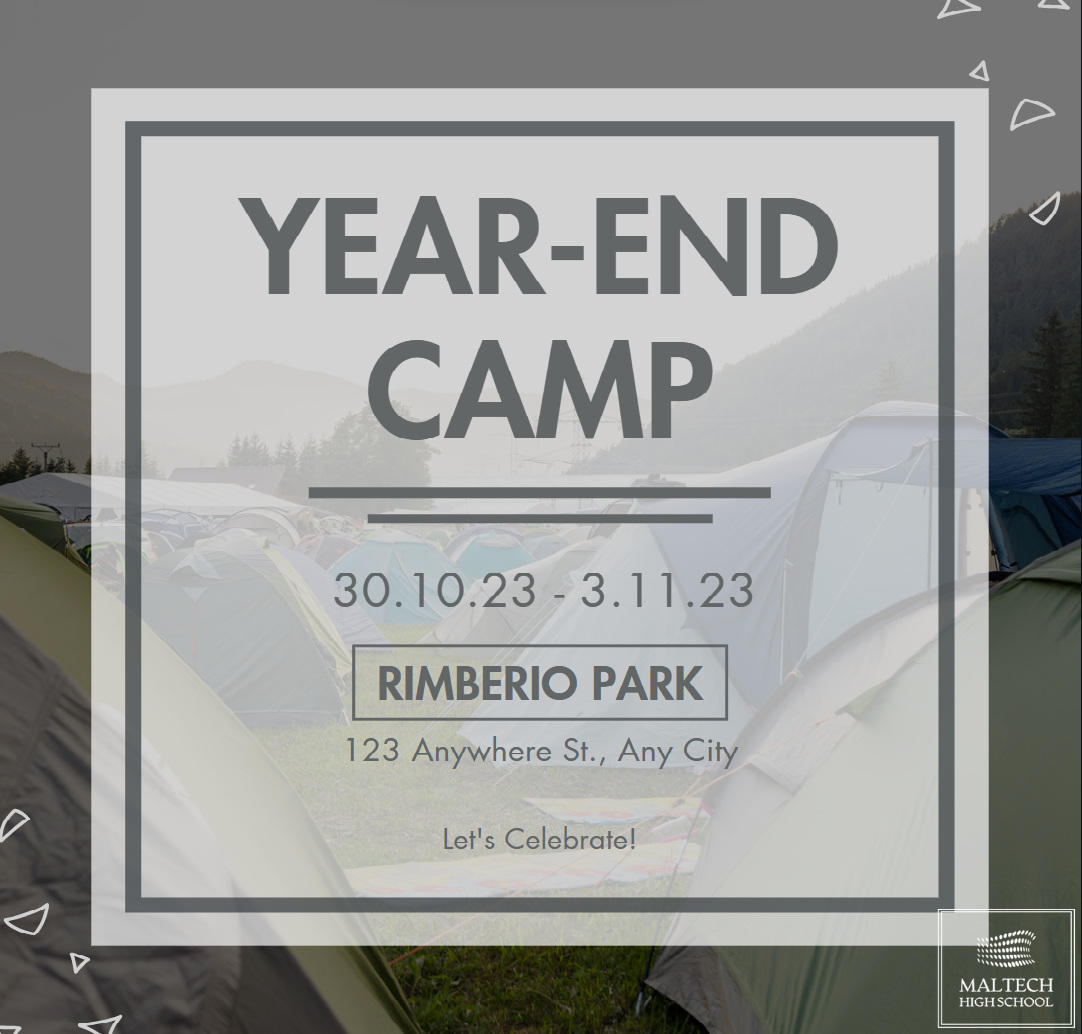 YEAR-END
CAMP
30.10.23 - 3.11.23
RIMBERIO PARK
123 Anywhere St., Any City
Let's Celebrate!
MALTECH
HIGH SCHOOL